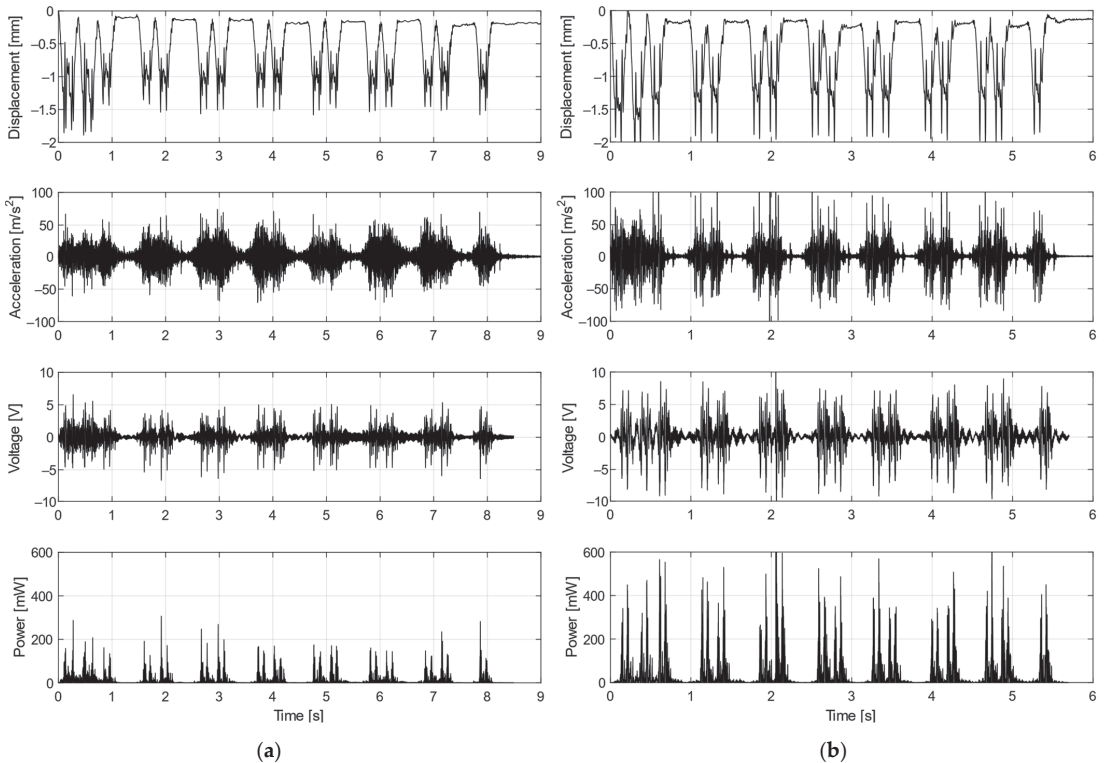 0
−0.5
−1
−1.5
−2
Displacement [mm]
0 1 2 3 4 5 6 7 8 9
100
50
0
−50
−100
Acceleration [m/s²]
0 1 2 3 4 5 6 7 8 9
10
5
0
−5
−10
Voltage [V]
0 1 2 3 4 5 6 7 8 9
600
400
200
0
Power [mW]
0 1 2 3 4 5 6 7 8 9
Time [s]
(a)
0
−0.5
−1
−1.5
−2
Displacement [mm]
0 1 2 3 4 5 6
100
50
0
−50
−100
Acceleration [m/s²]
0 1 2 3 4 5 6
10
5
0
−5
−10
Voltage [V]
0 1 2 3 4 5 6
600
400
200
0
Power [mW]
0 1 2 3 4 5 6
Time [s]
(b)